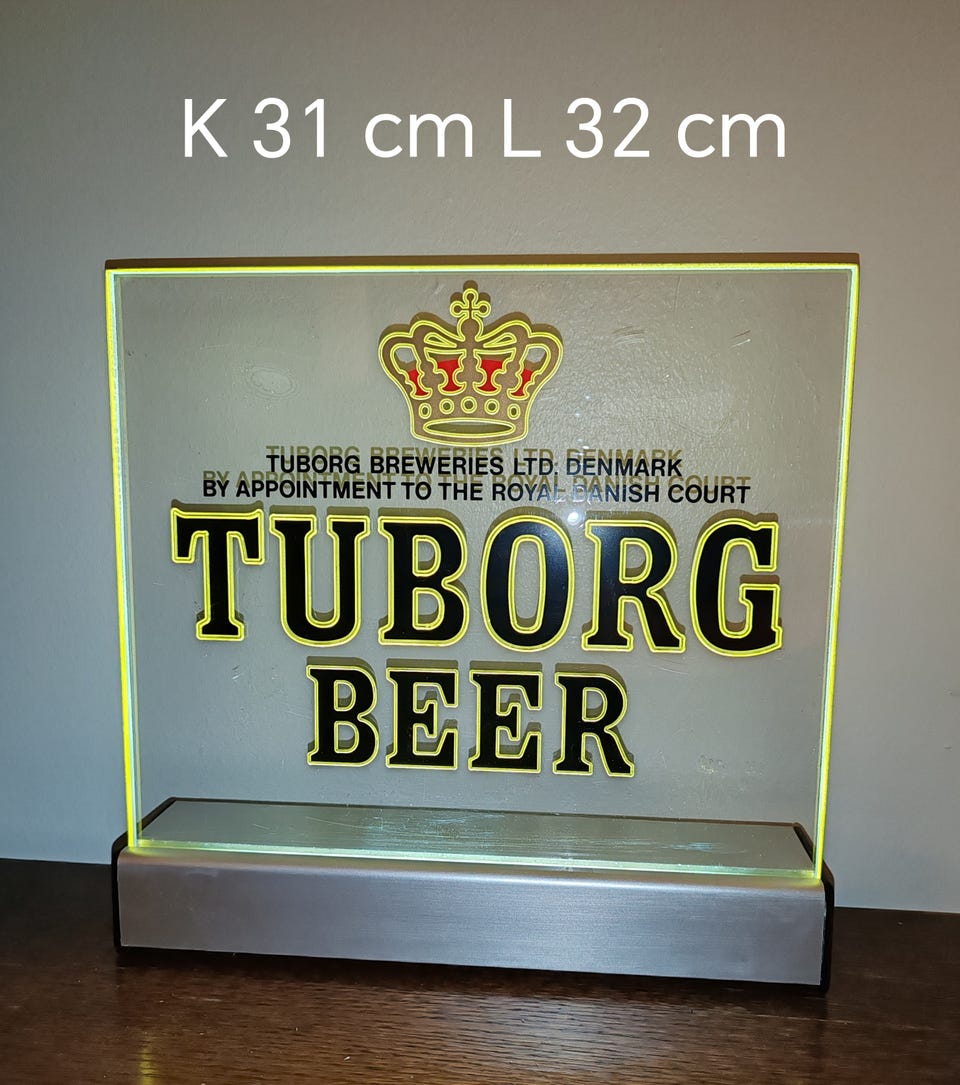 K 31 cm L 32 cm
TUBORG BREWERIES LTD. DENMARK
BY APPOINTMENT TO THE ROYAL DANISH COURT
TUBORG
BEER